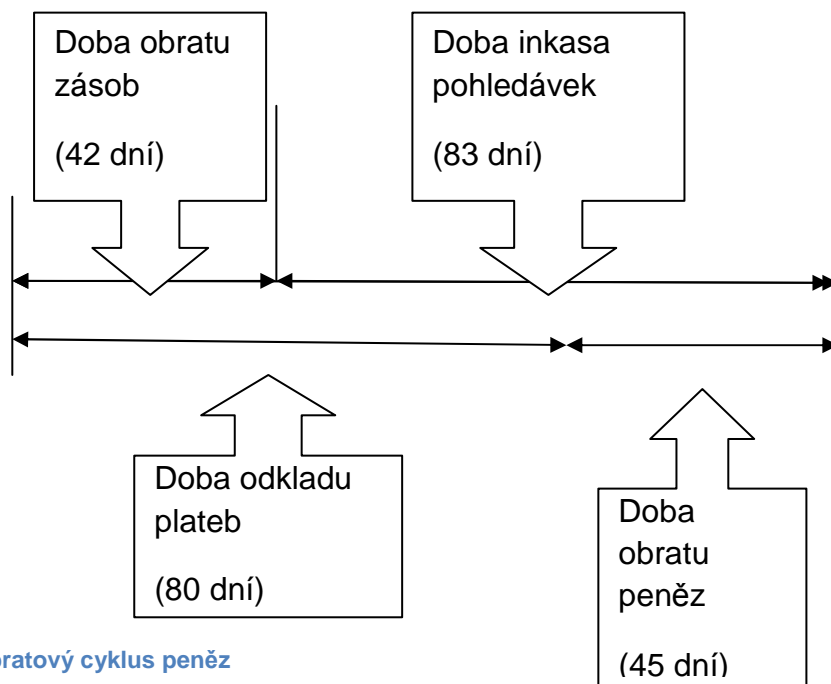 Doba obratu
zásob
(42 dní)
Doba inkasa
pohledávek
(83 dní)
Doba odkladu
plateb
(80 dní)
Doba
obratu
peněz
(45 dní)
ratový cyklus peněz